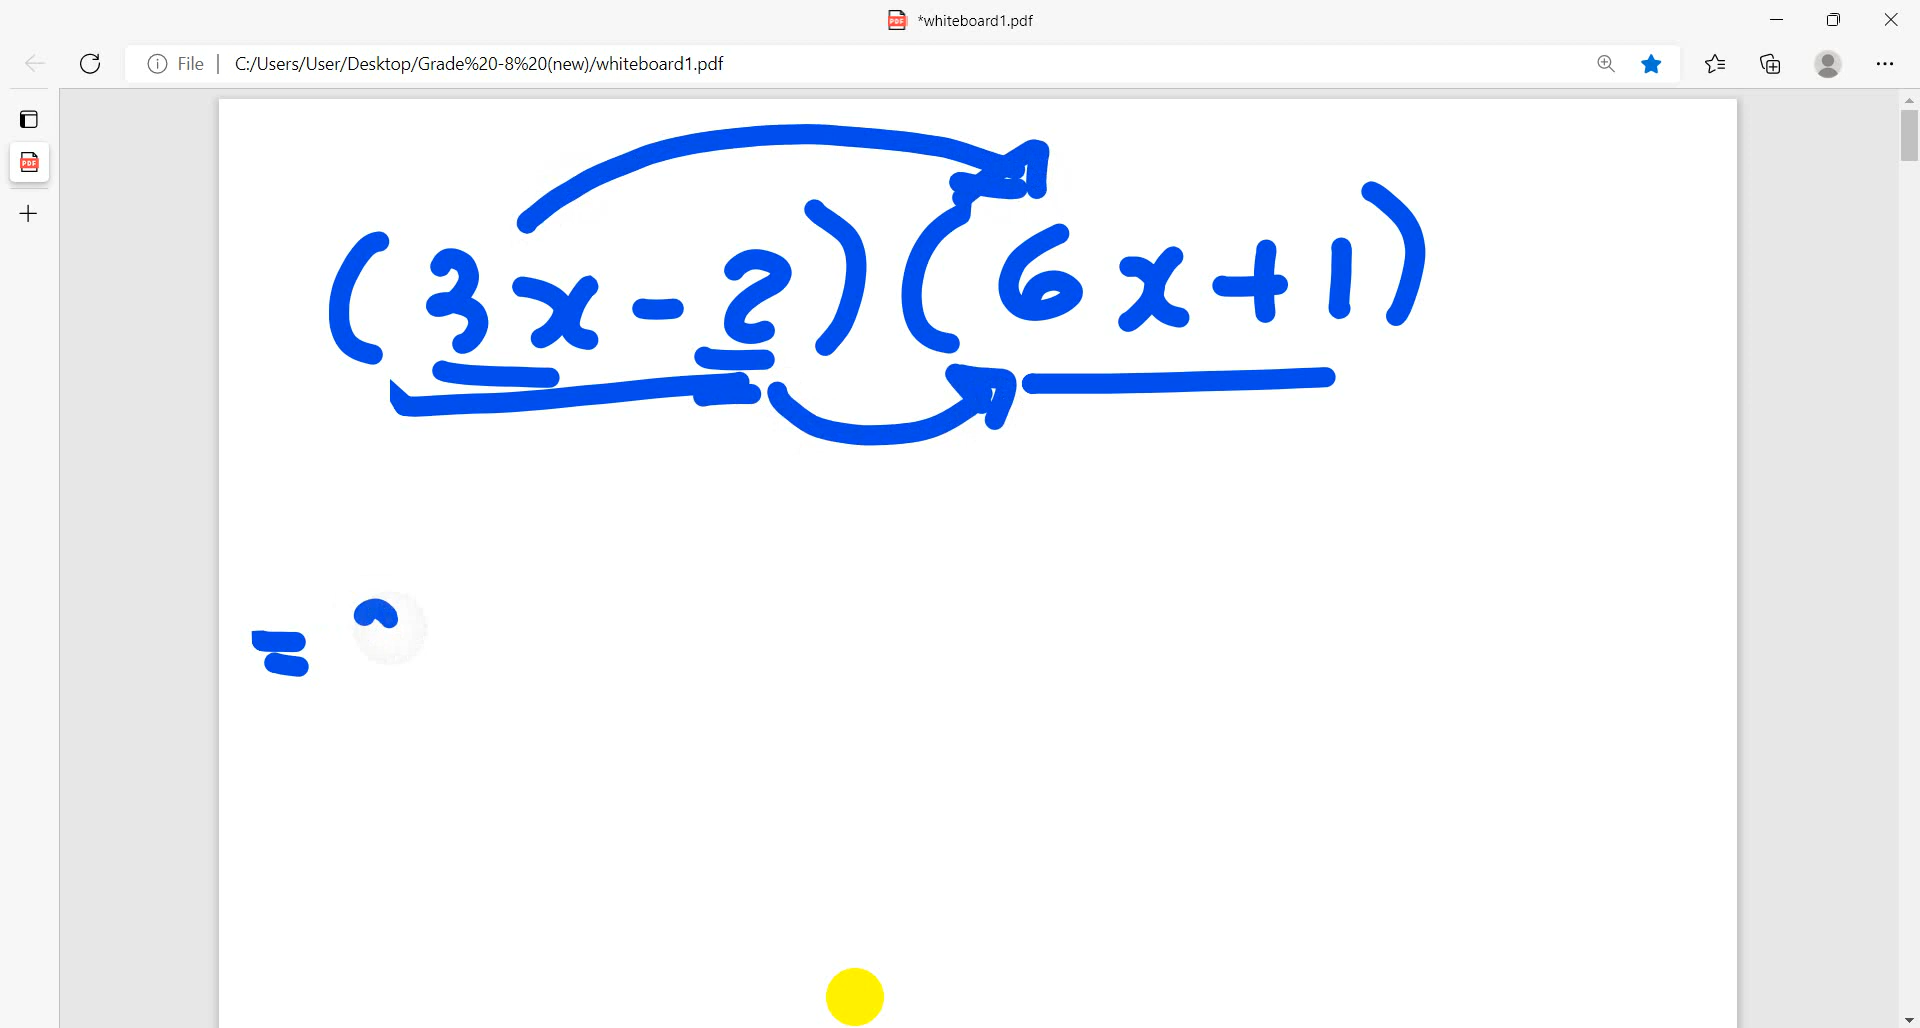 *whiteboard1.pdf
File | C:/Users/User/Desktop/Grade%20-8%20(new)/whiteboard1.pdf
(3x-2)(6x+1)
=